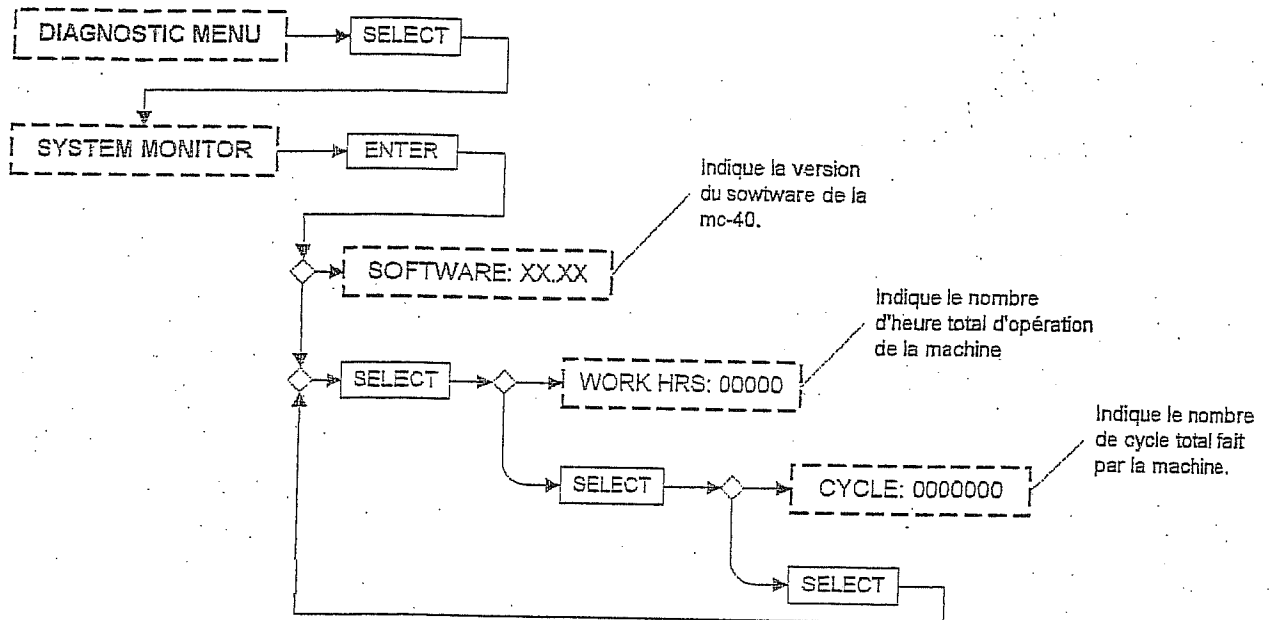 DIAGNOSTIC MENU
SELECT
SYSTEM MONITOR
ENTER
Indique la version
du sowtware de la
mc-40.
SOFTWARE: XX.XX
Indique le nombre
d'heure total d'opération
de la machine
SELECT
WORK HRS: 00000
Indique le nombre
de cycle total fait
par la machine.
SELECT
CYCLE: 0000000
SELECT